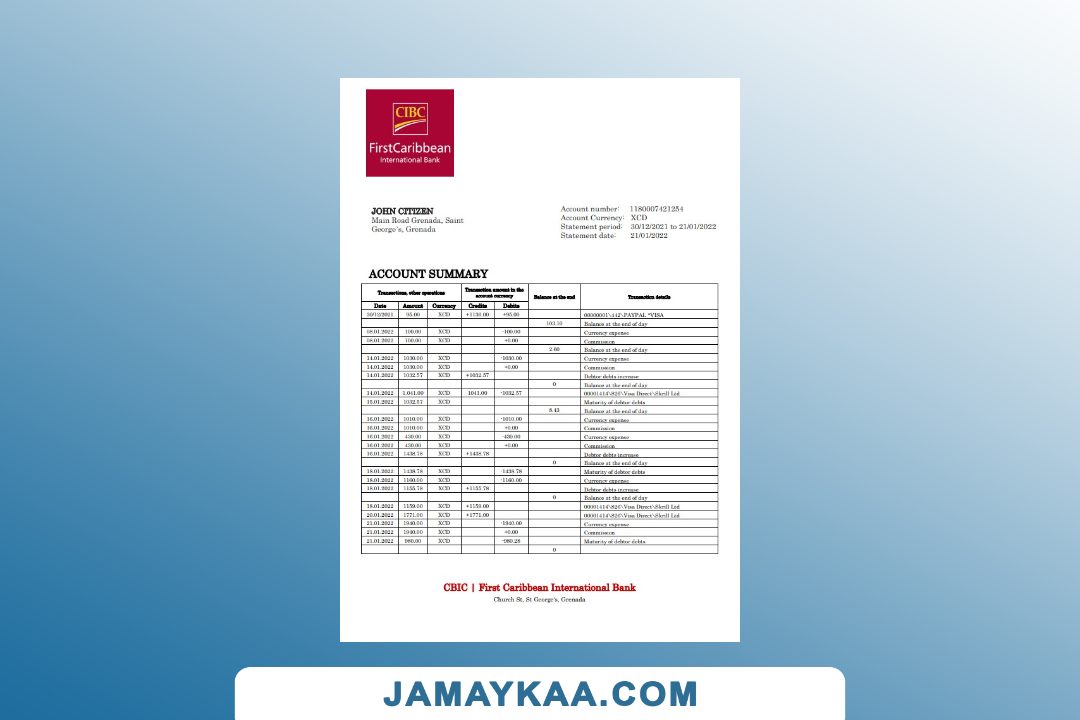 CIBC
FirstCaribbean
International Bank
JOHN CITIZEN
Main Road Grenada, Saint
George's, Grenada
Account number: 1180007421254
Account Currency: XCD
Statement period: 30/12/2021 to 21/01/2022
Statement date: 21/01/2022
ACCOUNT SUMMARY
Transactions, other operations Transaction amount in the account currency Balance at the end Transaction details
Date Amount Currency Credits Debits
30/12/2021 95.00 XCD +1130.00 +95.00 00000001\442\PAYPAL *VISA
103.10 Balance at the end of day
08.01.2022 100.00 XCD -100.00 Currency expense
08.01.2022 100.00 XCD +0.00 Commission
2.60 Balance at the end of day
14.01.2022 1030.00 XCD -1030.00 Currency expense
14.01.2022 1030.00 XCD +0.00 Commission
14.01.2022 1032.57 XCD +1032.57 Debtor debts increase
0 Balance at the end of day
14.01.2022 1,041.00 XCD 1041.00 -1032.57 00001414\826\Visa Direct\Skrill Ltd
15.01.2022 1032.57 XCD Maturity of debtor debts
8.43 Balance at the end of day
16.01.2022 1010.00 XCD -1010.00 Currency expense
16.01.2022 1010.00 XCD +0.00 Commission
16.01.2022 430.00 XCD -430.00 Currency expense
16.01.2022 430.00 XCD +0.00 Commission
16.01.2022 1438.78 XCD +1438.78 Debtor debts increase
0 Balance at the end of day
18.01.2022 1438.78 XCD -1438.78 Maturity of debtor debts
18.01.2022 1160.00 XCD -1160.00 Currency expense
18.01.2022 1155.78 XCD +1155.78 Debtor debts increase
0 Balance at the end of day
18.01.2022 1159.00 XCD +1159.00 00001414\826\Visa Direct\Skrill Ltd
20.01.2022 1771.00 XCD +1771.00 00001414\826\Visa Direct\Skrill Ltd
21.01.2022 1940.00 XCD -1940.00 Currency expense
21.01.2022 1940.00 XCD +0.00 Commission
21.01.2022 980.00 XCD -980.28 Maturity of debtor debts
0
CBIC | First Caribbean International Bank
Church St, St George's, Grenada
JAMAYKAA.COM